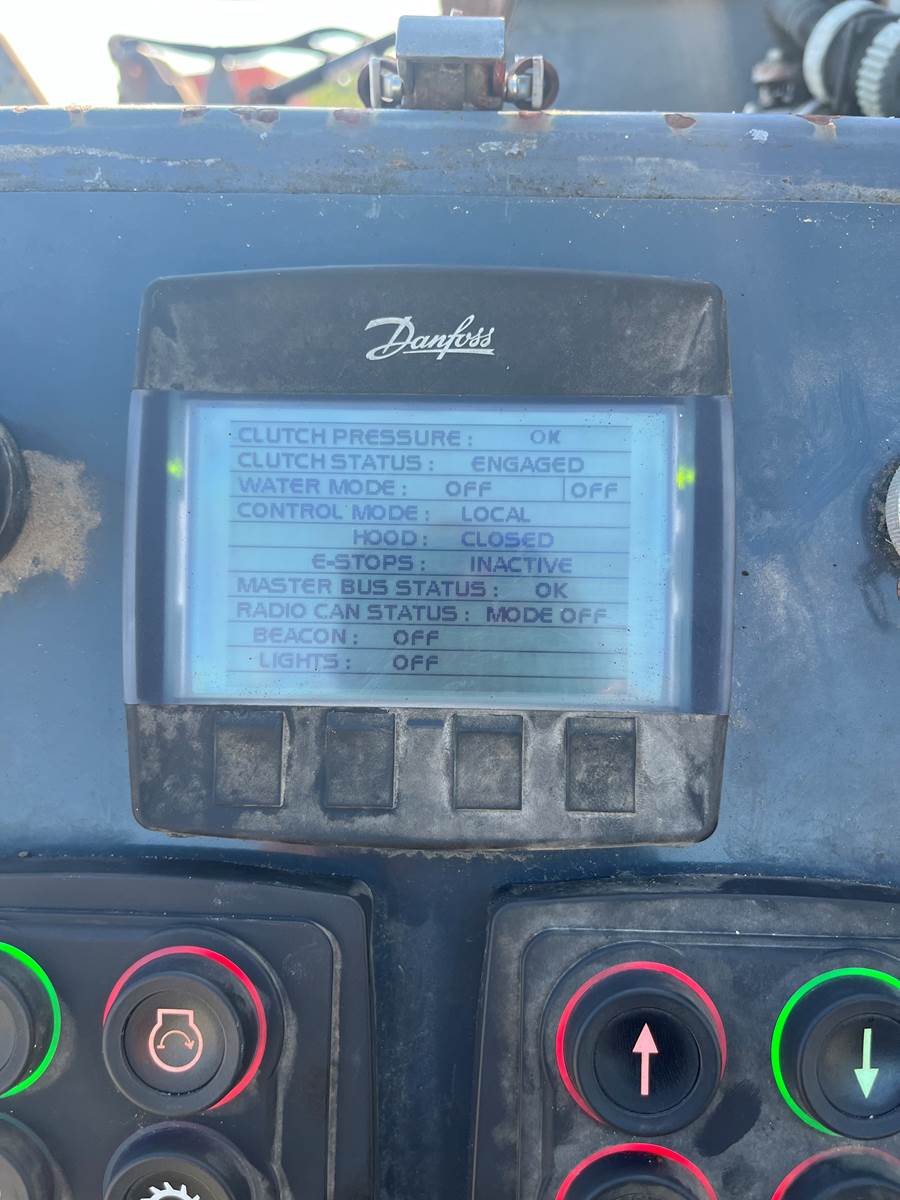 Danfoss
CLUTCH PRESSURE : OK
CLUTCH STATUS : ENGAGED
WATER MODE : OFF OFF
CONTROL MODE : LOCAL
HOOD : CLOSED
E-STOPS : INACTIVE
MASTER BUS STATUS : OK
RADIO CAN STATUS : MODE OFF
BEACON : OFF
LIGHTS : OFF